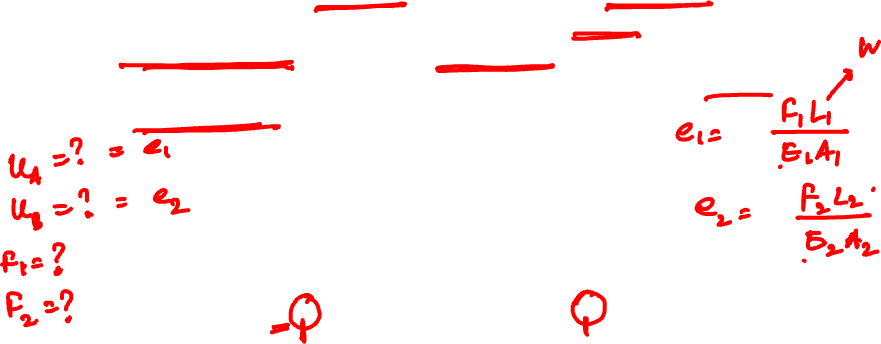 W
u_A = ? = e_1
e_1 = F_1 L_1 / E_1 A_1
u_B = ? = e_2
e_2 = F_2 L_2 / E_2 A_2
F_1 = ?
F_2 = ?